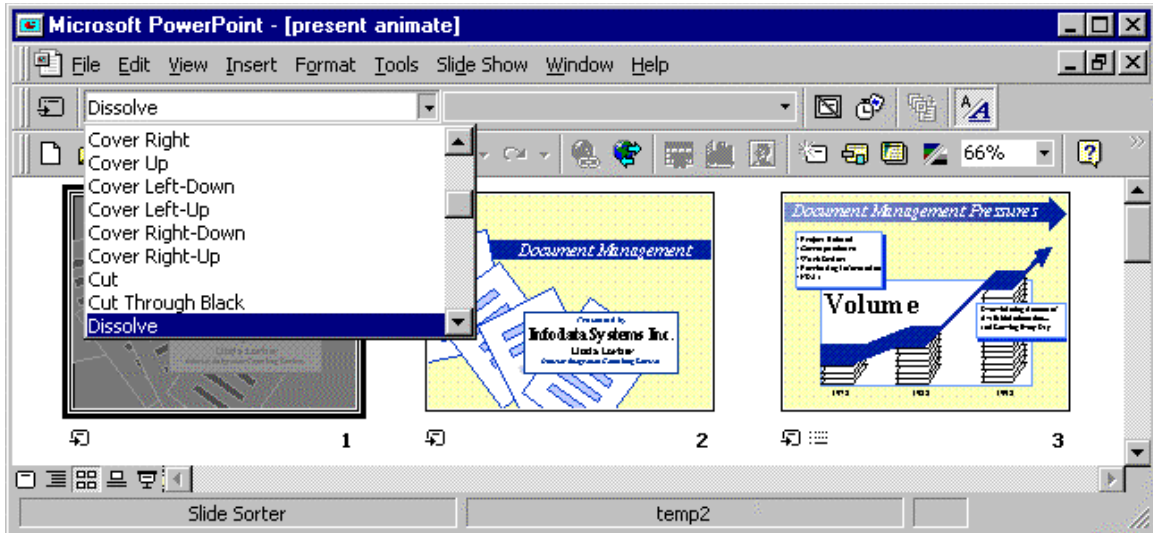 Microsoft PowerPoint - [present animate]
File Edit View Insert Format Tools Slide Show Window Help
Dissolve
66%
Cover Right
Cover Up
Cover Left-Down
Cover Left-Up
Cover Right-Down
Cover Right-Up
Cut
Cut Through Black
Dissolve
Document Management
Presented by
Infodata Systems Inc.
Document Management Pressures
Volume
1
2
3
Slide Sorter
temp2